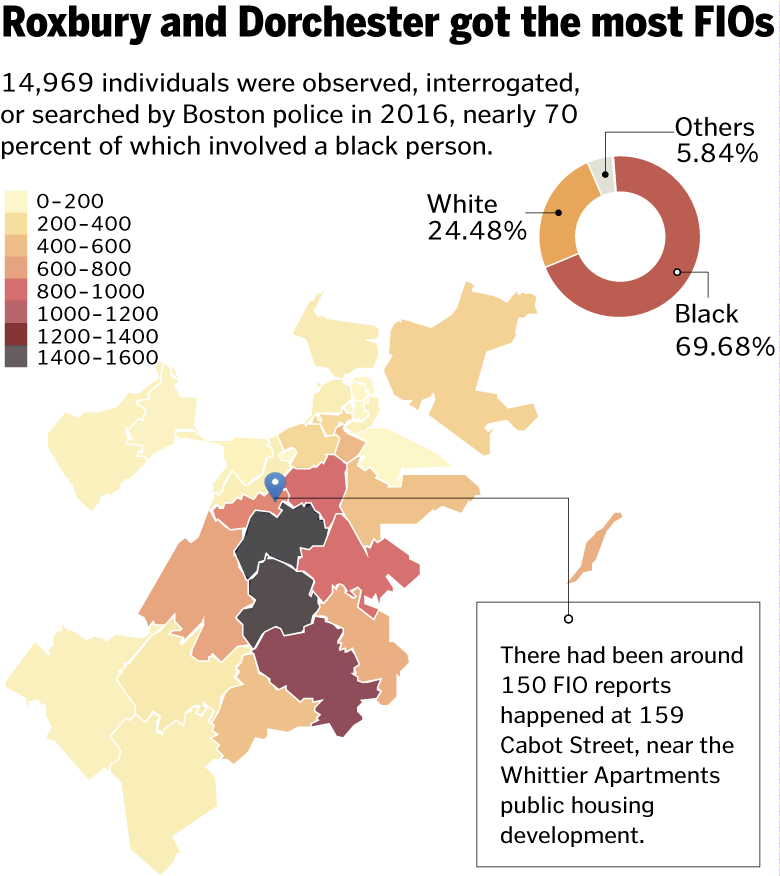 Roxbury and Dorchester got the most FIOs
14,969 individuals were observed, interrogated,
or searched by Boston police in 2016, nearly 70
percent of which involved a black person.
Others
5.84%
White
24.48%
Black
69.68%
0–200
200–400
400–600
600–800
800–1000
1000–1200
1200–1400
1400–1600
There had been around
150 FIO reports
happened at 159
Cabot Street, near the
Whittier Apartments
public housing
development.